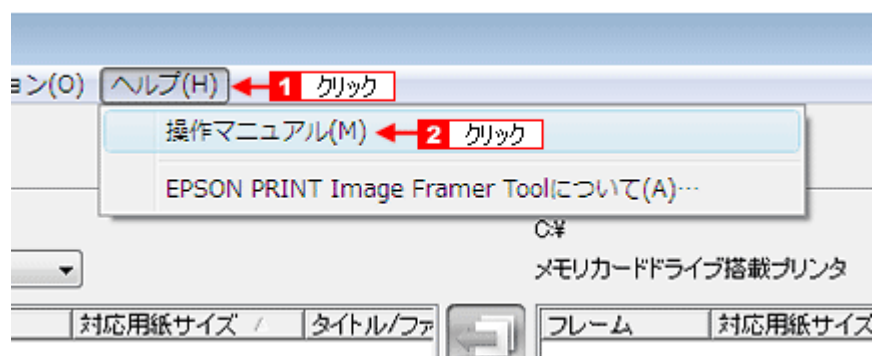 ョン(O) ヘルプ(H) 1 クリック
操作マニュアル(M) 2 クリック
EPSON PRINT Image Framer Toolについて(A)…
C:¥
メモリカードドライブ搭載プリンタ
対応用紙サイズ / タイトル/ファ フレーム 対応用紙サイズ